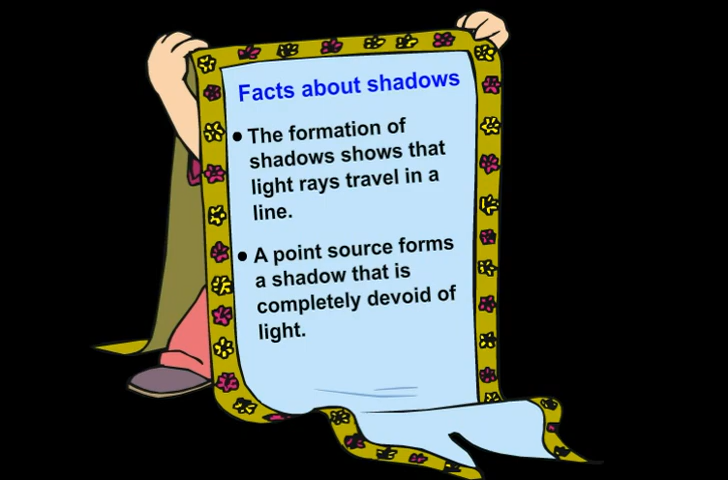 Facts about shadows
• The formation of
shadows shows that
light rays travel in a
line.
• A point source forms
a shadow that is
completely devoid of
light.